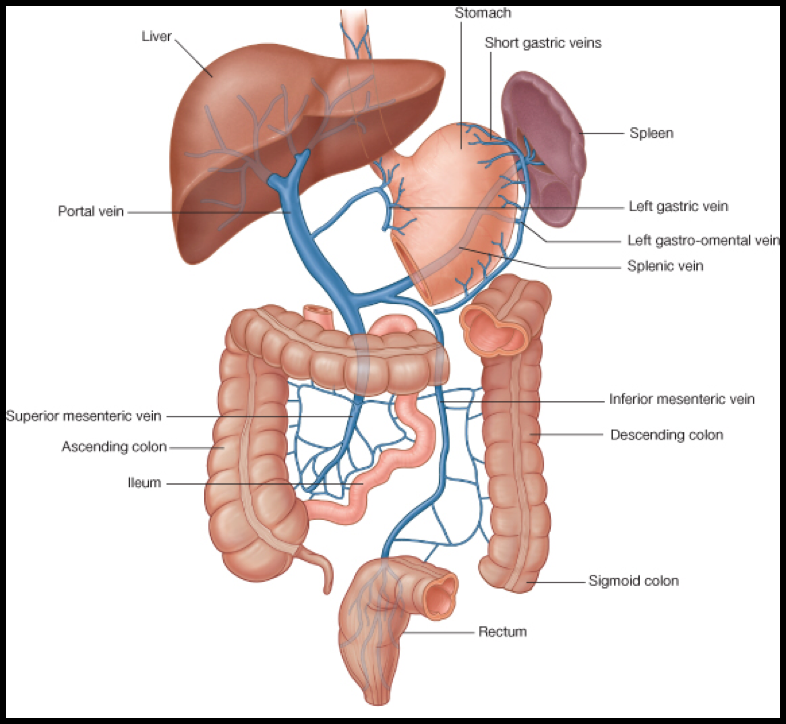 Stomach
Liver
Short gastric veins
Spleen
Left gastric vein
Portal vein
Left gastro-omental vein
Splenic vein
Inferior mesenteric vein
Superior mesenteric vein
Descending colon
Ascending colon
Ileum
Sigmoid colon
Rectum